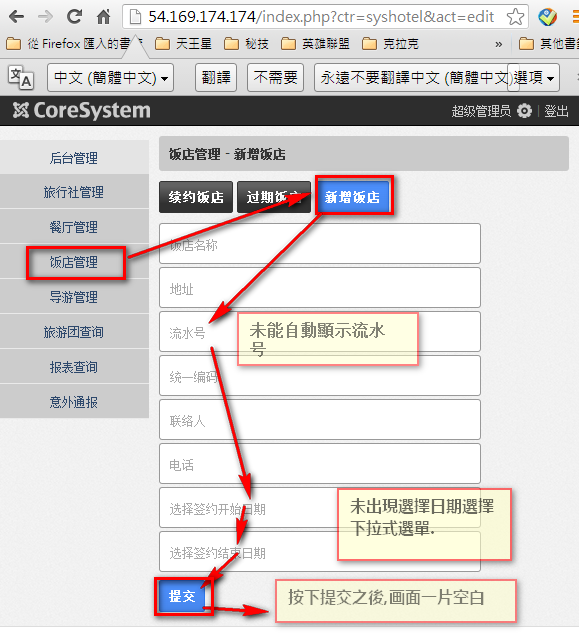 54.169.174.174/index.php?ctr=syshotel&act=edit
從 Firefox 匯入的書
天王星
秘技
英雄聯盟
克拉克
»
其他書
中文 (簡體中文)
翻譯
不需要
永遠不要翻譯中文 (簡體中文)
選項
CoreSystem
超级管理员
登出
后台管理
旅行社管理
餐厅管理
饭店管理
导游管理
旅游团查询
报表查询
意外通报
饭店管理 - 新增饭店
续约饭店
过期饭店
新增饭店
饭店名称
地址
流水号
未能自動顯示流水
号
统一编码
联络人
电话
选择签约开始日期
未出現選擇日期選擇
下拉式選單.
选择签约结束日期
提交
按下提交之後,画面一片空白